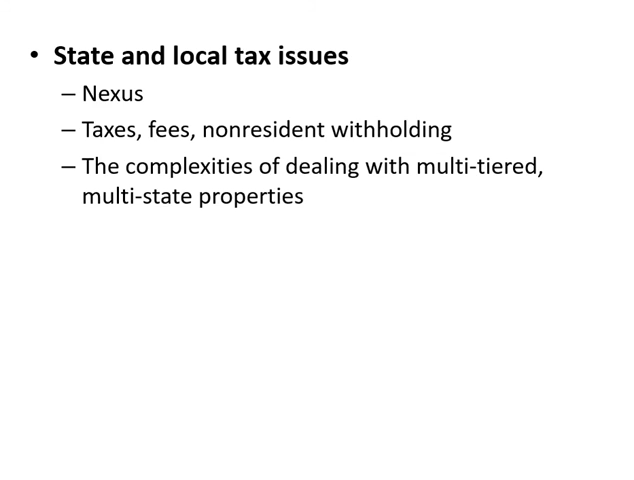 • State and local tax issues
– Nexus
– Taxes, fees, nonresident withholding
– The complexities of dealing with multi-tiered,
multi-state properties